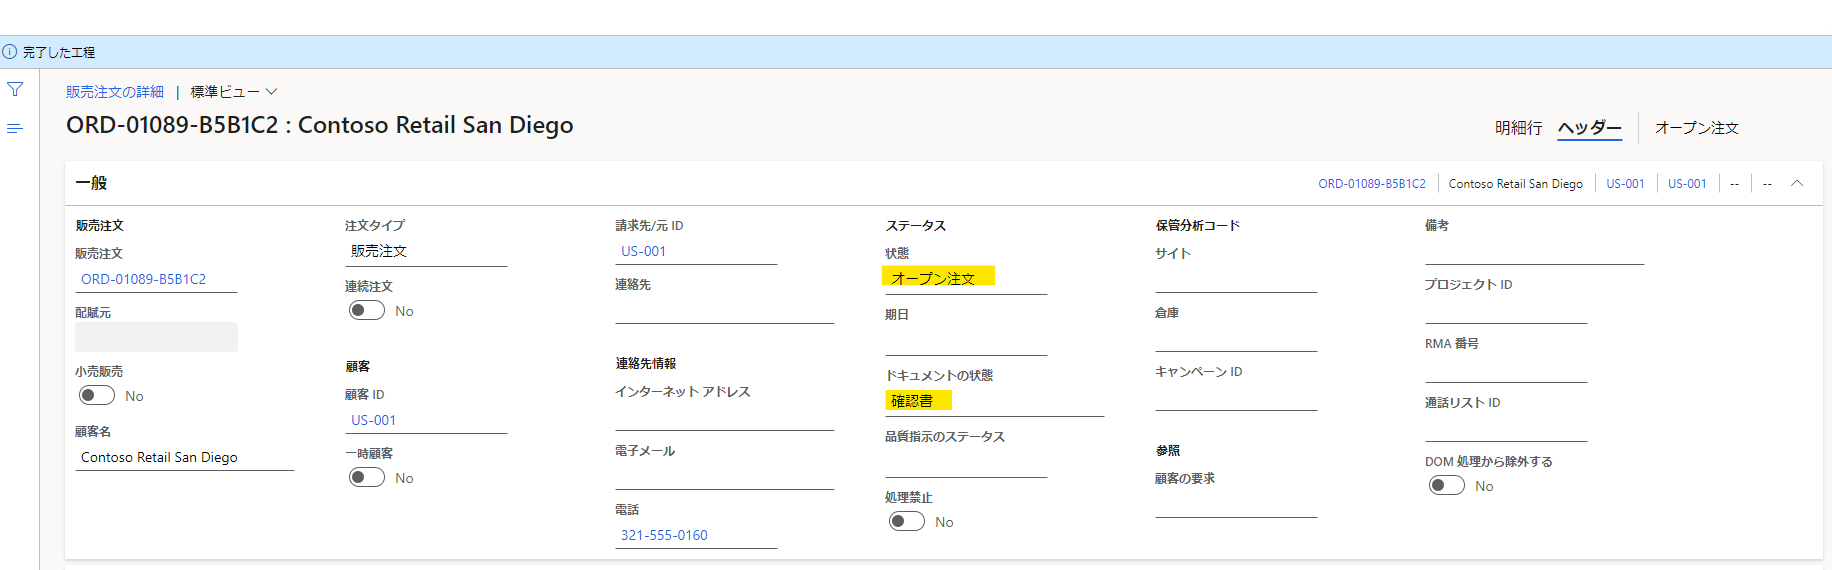 完了した工程
販売注文の詳細 | 標準ビュー
ORD-01089-B5B1C2 : Contoso Retail San Diego
明細行 ヘッダー オープン注文
一般
ORD-01089-B5B1C2 Contoso Retail San Diego US-001 US-001 -- --
販売注文
販売注文
ORD-01089-B5B1C2
配賦元
小売販売
No
顧客名
Contoso Retail San Diego
注文タイプ
販売注文
連続注文
No
顧客
顧客 ID
US-001
一時顧客
No
請求先/元 ID
US-001
連絡先
連絡先情報
インターネット アドレス
電子メール
電話
321-555-0160
ステータス
状態
オープン注文
期日
ドキュメントの状態
確認書
品質指示のステータス
処理禁止
No
保管分析コード
サイト
倉庫
キャンペーン ID
参照
顧客の要求
備考
プロジェクト ID
RMA 番号
通話リスト ID
DOM 処理から除外する
No